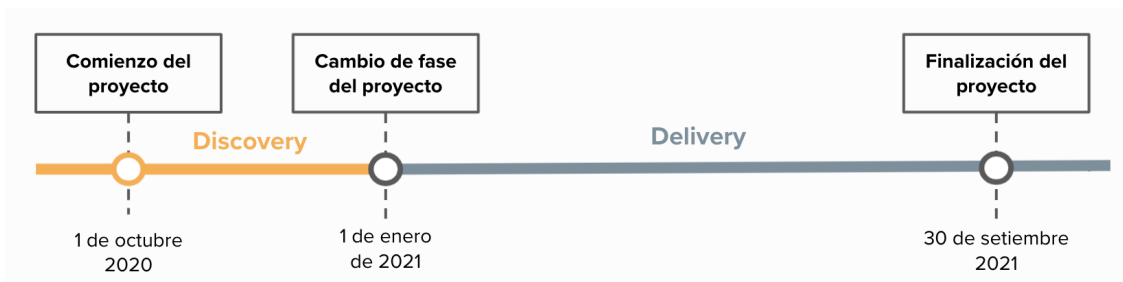 Comienzo del
proyecto
Cambio de fase
del proyecto
Finalización del
proyecto
Discovery
Delivery
1 de octubre
2020
1 de enero
de 2021
30 de setiembre
2021